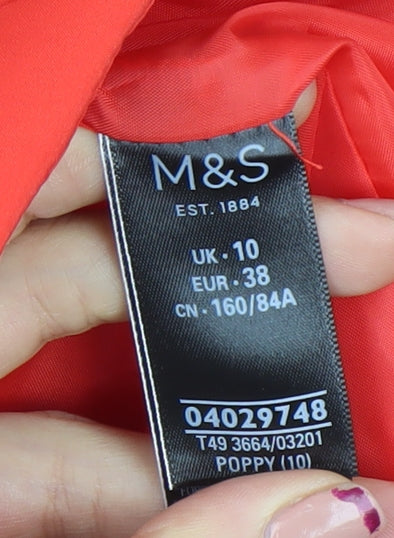 M&S
EST. 1884
UK · 10
EUR · 38
CN · 160/84A
04029748
T49 3664/03201
POPPY (10)